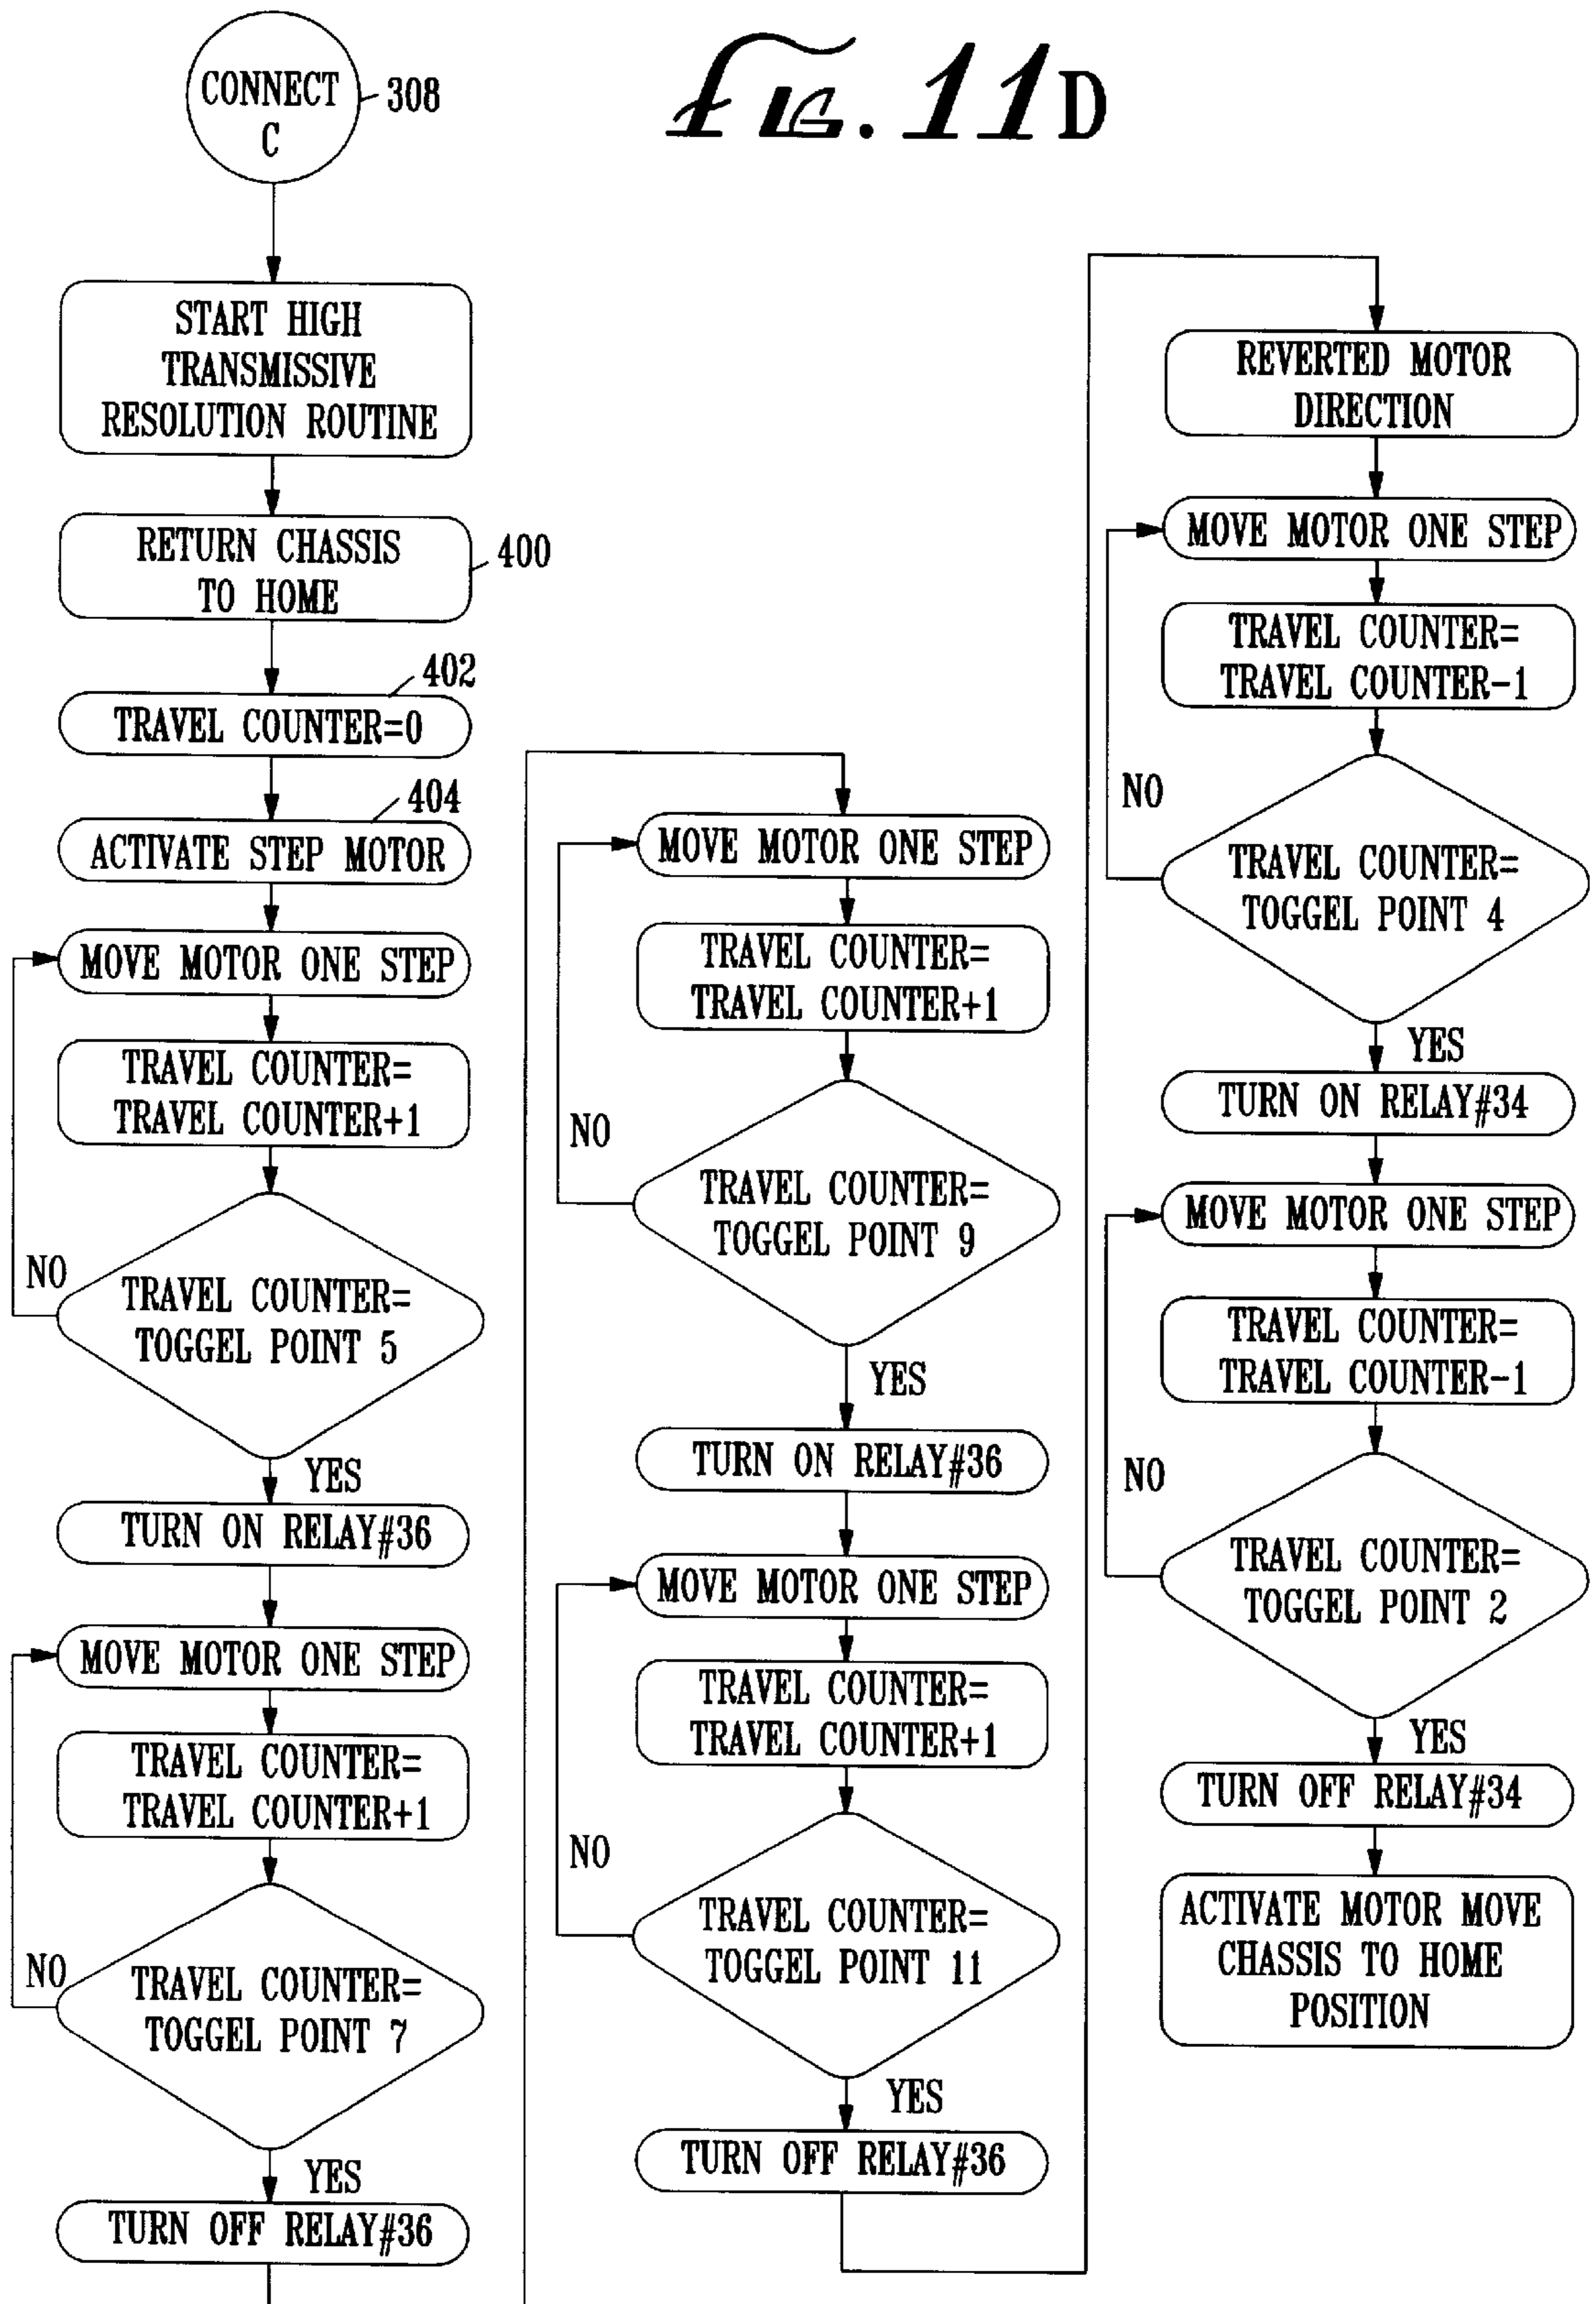 FIG. 11D
CONNECT
C
308
START HIGH
TRANSMISSIVE
RESOLUTION ROUTINE
RETURN CHASSIS
TO HOME
400
402
TRAVEL COUNTER=0
404
ACTIVATE STEP MOTOR
MOVE MOTOR ONE STEP
TRAVEL COUNTER=
TRAVEL COUNTER+1
NO
TRAVEL COUNTER=
TOGGEL POINT 5
YES
TURN ON RELAY#36
MOVE MOTOR ONE STEP
TRAVEL COUNTER=
TRAVEL COUNTER+1
NO
TRAVEL COUNTER=
TOGGEL POINT 7
YES
TURN OFF RELAY#36
MOVE MOTOR ONE STEP
TRAVEL COUNTER=
TRAVEL COUNTER+1
NO
TRAVEL COUNTER=
TOGGEL POINT 9
YES
TURN ON RELAY#36
MOVE MOTOR ONE STEP
TRAVEL COUNTER=
TRAVEL COUNTER+1
NO
TRAVEL COUNTER=
TOGGEL POINT 11
YES
TURN OFF RELAY#36
REVERTED MOTOR
DIRECTION
MOVE MOTOR ONE STEP
TRAVEL COUNTER=
TRAVEL COUNTER-1
NO
TRAVEL COUNTER=
TOGGEL POINT 4
YES
TURN ON RELAY#34
MOVE MOTOR ONE STEP
TRAVEL COUNTER=
TRAVEL COUNTER-1
NO
TRAVEL COUNTER=
TOGGEL POINT 2
YES
TURN OFF RELAY#34
ACTIVATE MOTOR MOVE
CHASSIS TO HOME
POSITION